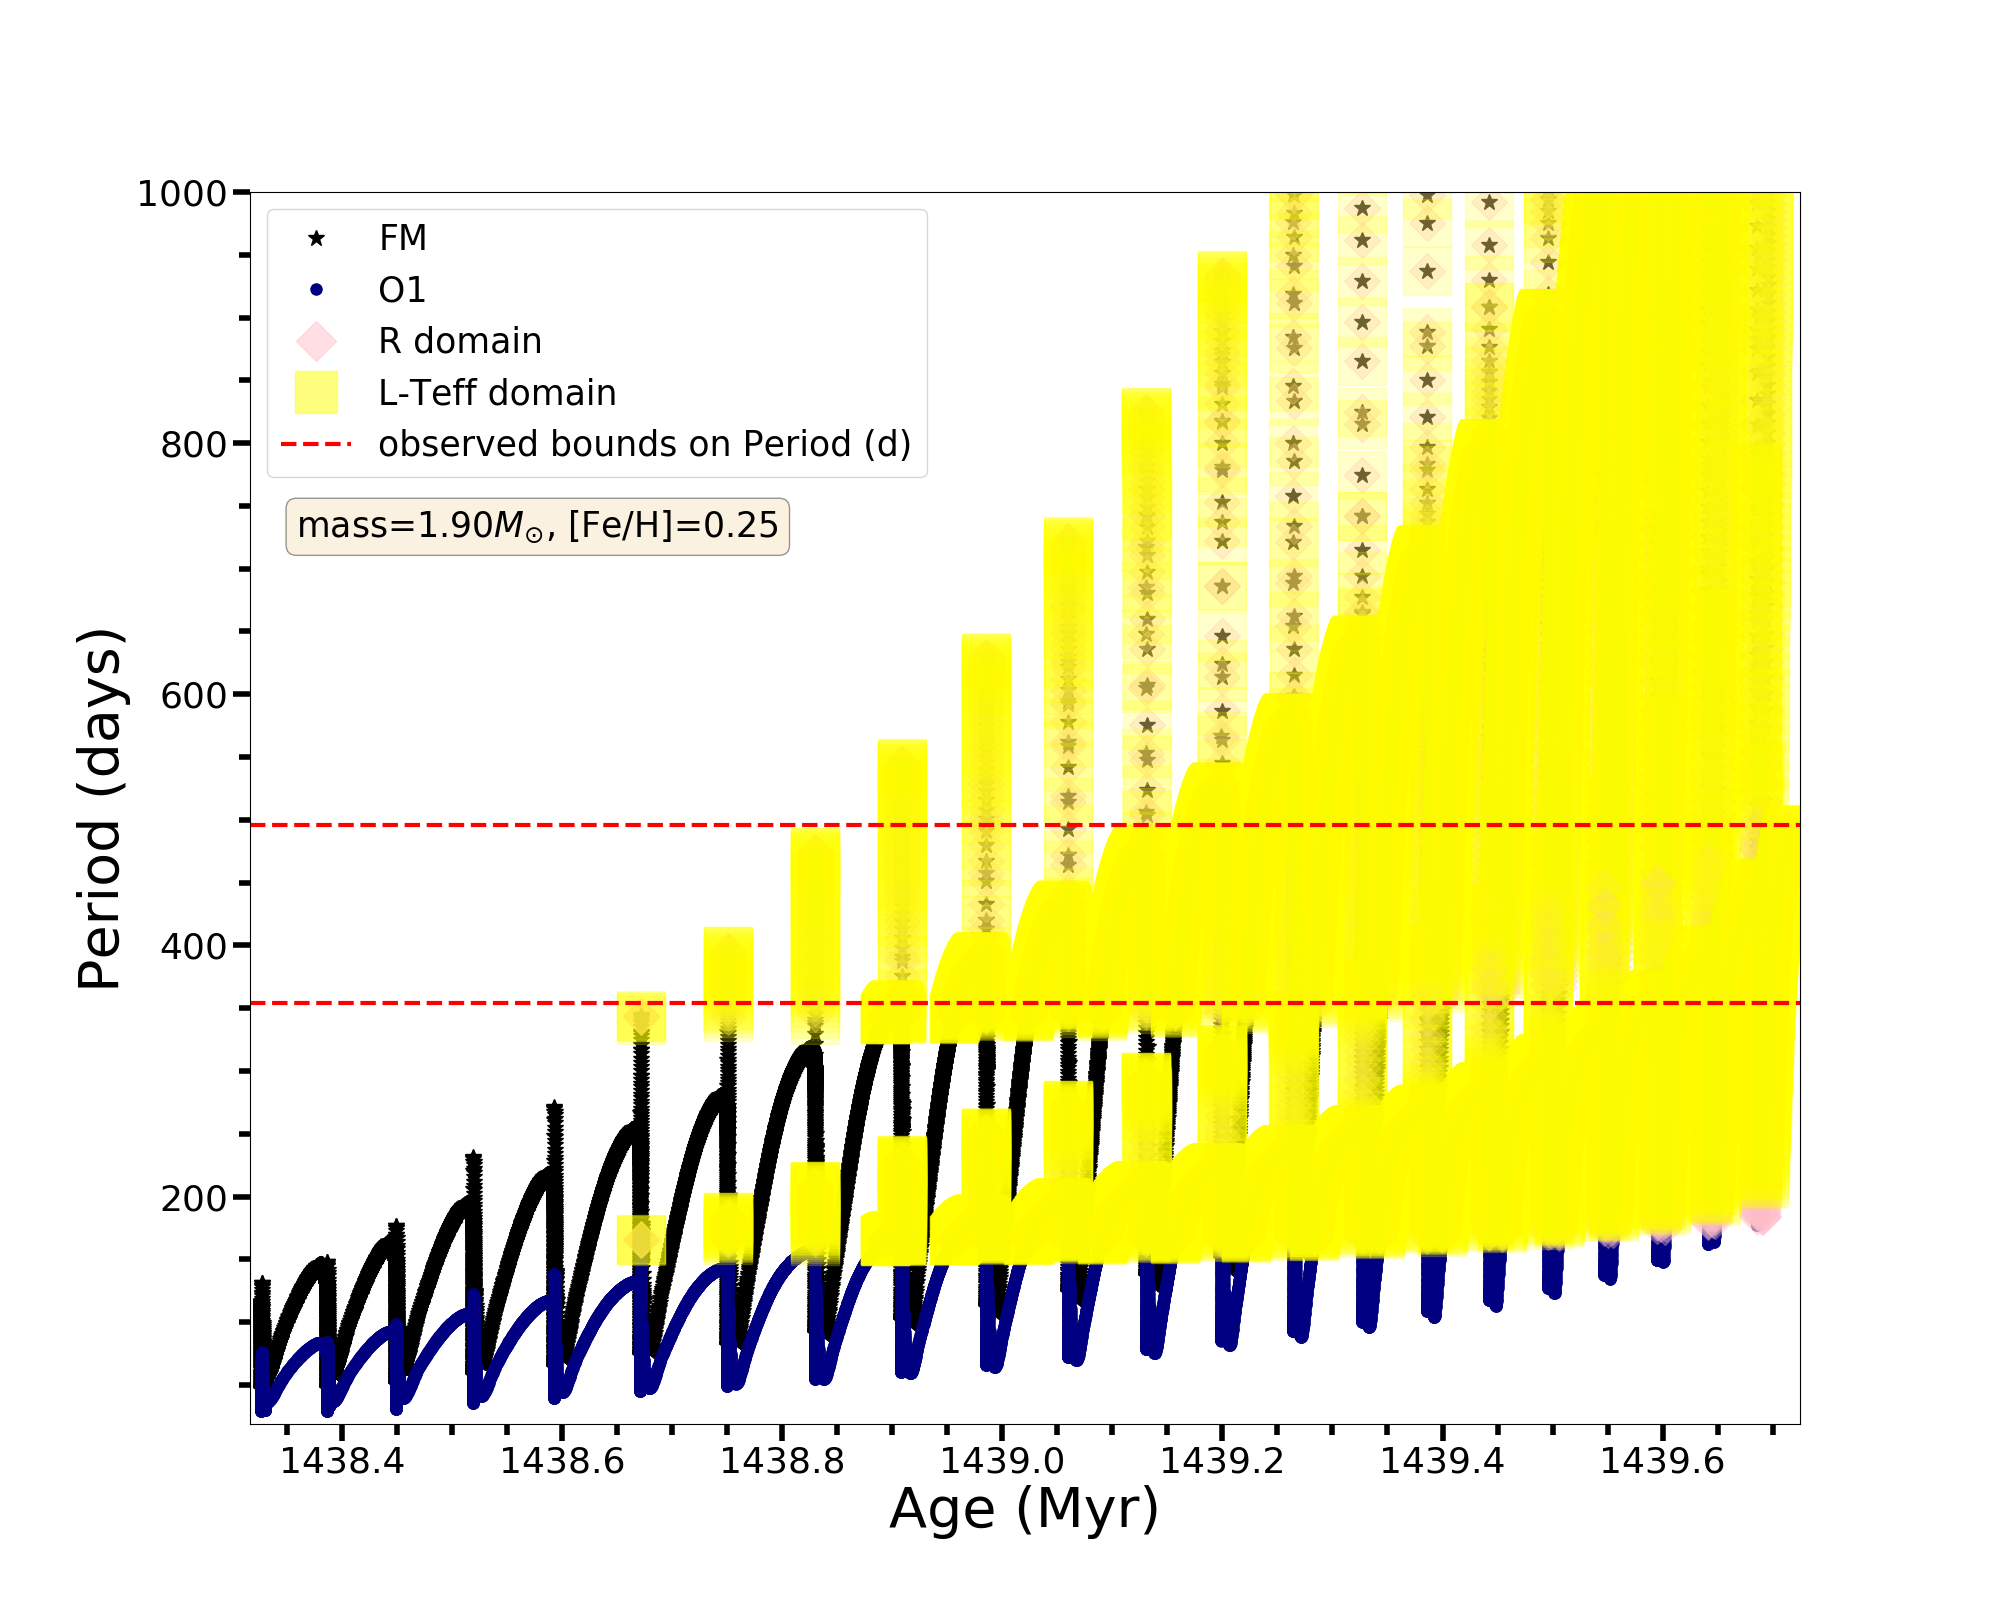 1000
800
600
400
200
Period (days)
FM
O1
R domain
L-Teff domain
observed bounds on Period (d)
mass=1.90M⊙, [Fe/H]=0.25
1438.4 1438.6 1438.8 1439.0 1439.2 1439.4 1439.6
Age (Myr)